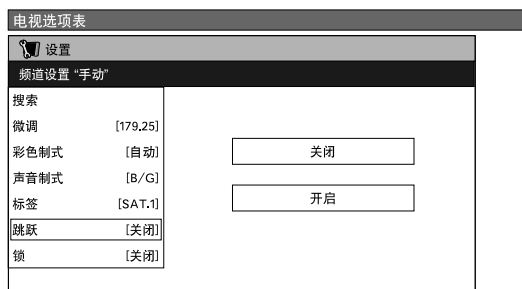 电视选项表
设置
频道设置 “手动”
搜索
微调 [179.25]
彩色制式 [自动]
关闭
声音制式 [B/G]
标签 [SAT.1]
开启
跳跃 [关闭]
锁 [关闭]